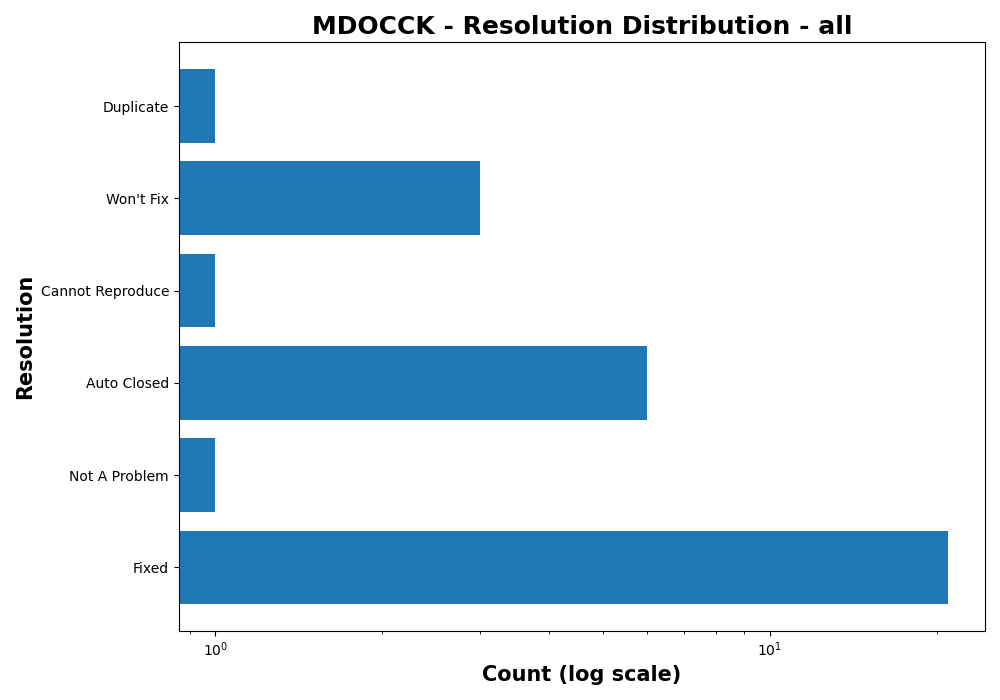 MDOCCK - Resolution Distribution - all
Duplicate
Won't Fix
Cannot Reproduce
Auto Closed
Not A Problem
Fixed
Resolution
10⁰
10¹
Count (log scale)